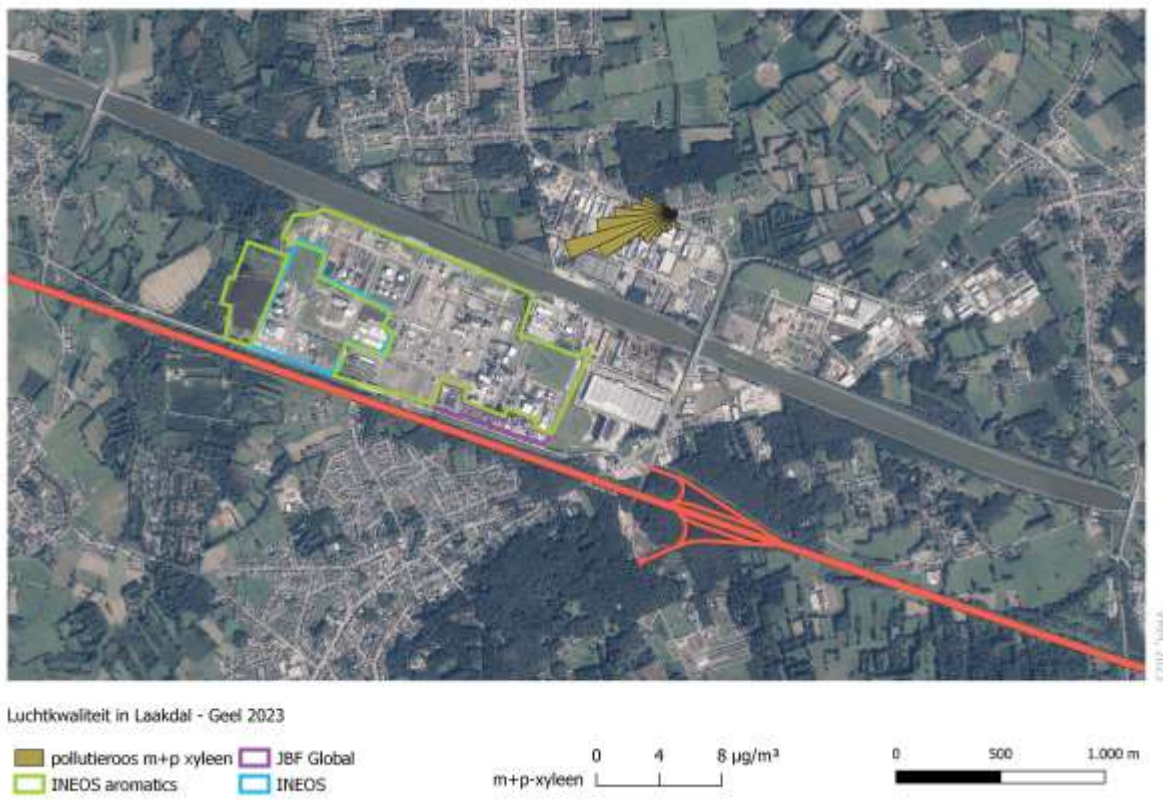 Luchtkwaliteit in Laakdal - Geel 2023
pollutieroos m+p xyleen JBF Global
INEOS aromatics INEOS
0 4 8 µg/m³
m+p-xyleen
0 500 1.000 m